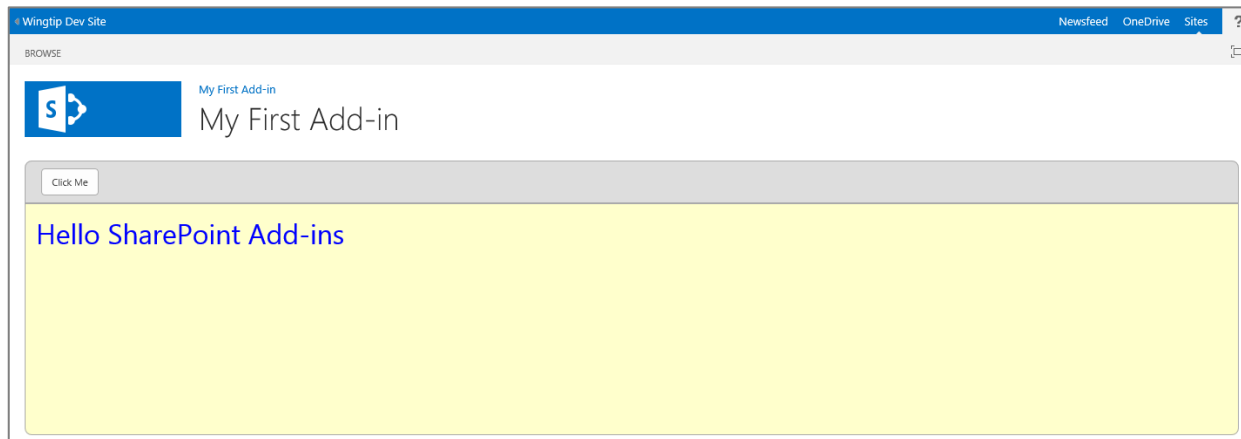 Wingtip Dev Site Newsfeed OneDrive Sites ?
BROWSE
S
My First Add-in
My First Add-in
Click Me
Hello SharePoint Add-ins